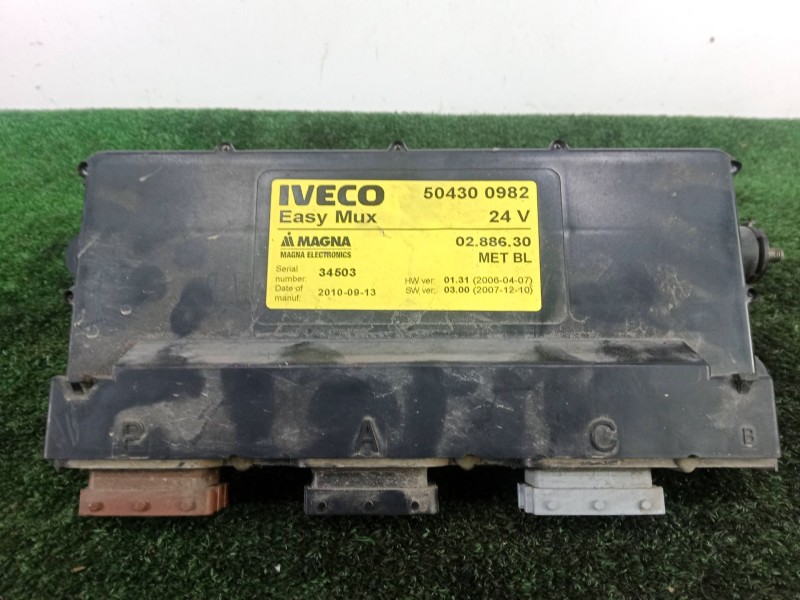 IVECO 50430 0982
Easy Mux 24 V
MAGNA 02.886.30
MAGNA ELECTRONICS MET BL
Serial number: 34503
HW ver: 01.31 (2006-04-07)
Date of manuf: 2010-09-13
SW ver: 03.00 (2007-12-10)
P A C B